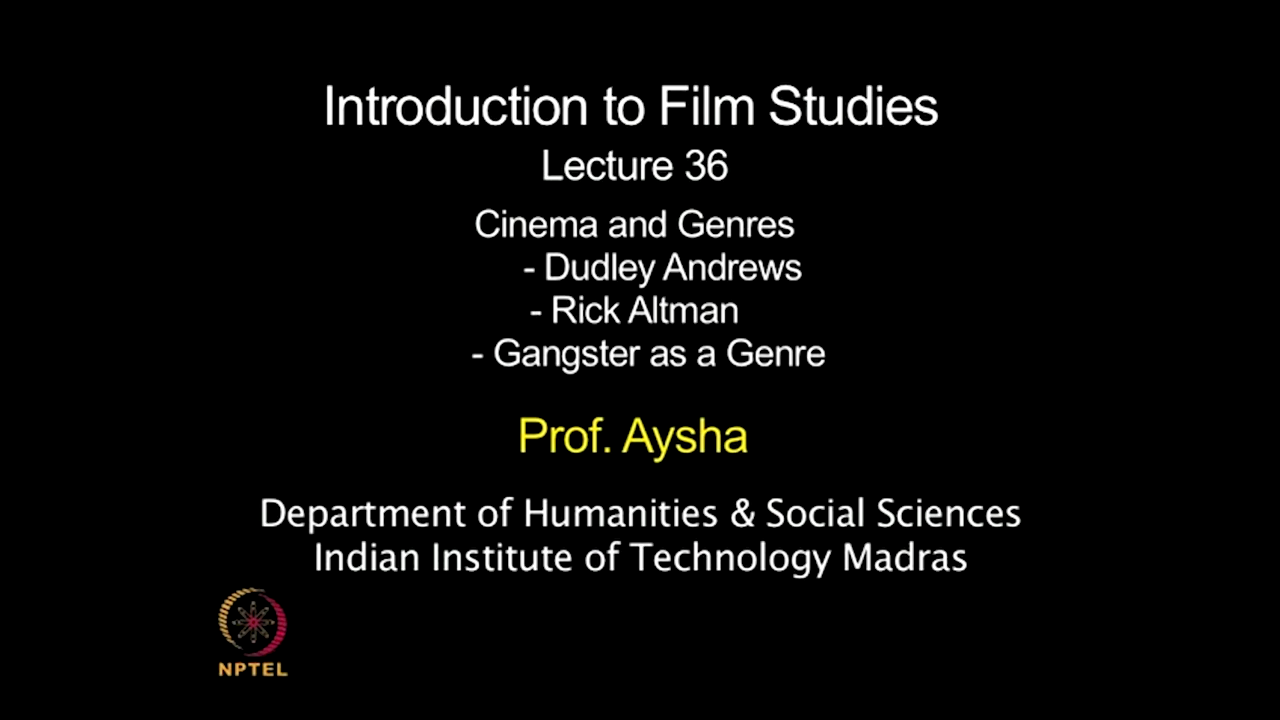 Introduction to Film Studies
Lecture 36
Cinema and Genres
- Dudley Andrews
- Rick Altman
- Gangster as a Genre
Prof. Aysha
Department of Humanities & Social Sciences
Indian Institute of Technology Madras
NPTEL